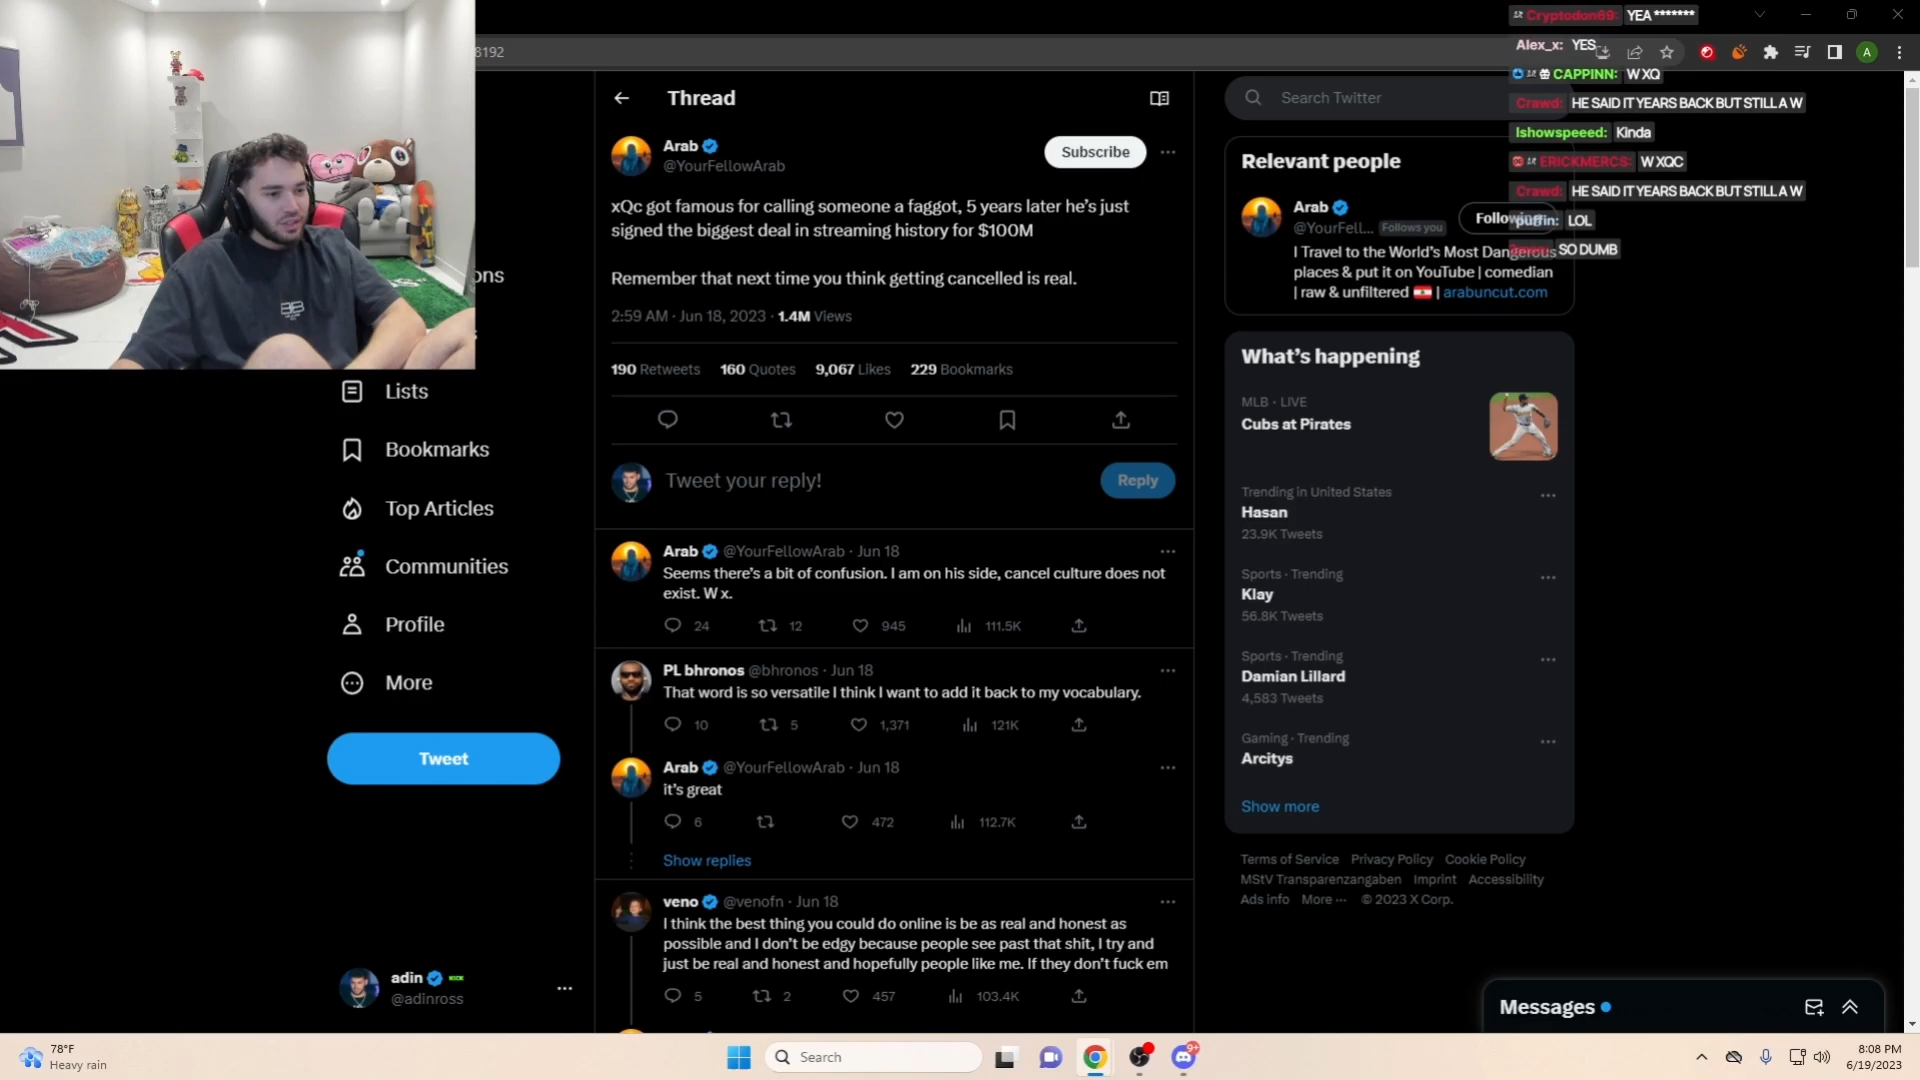 Cryptodon69: YEA *******
8192
Alex_x: YES
CAPPINN: W XQ
Crawd: HE SAID IT YEARS BACK BUT STILL A W
Ishowspeeed: Kinda
ERICKMERCS: W XQC
Crawd: HE SAID IT YEARS BACK BUT STILL A W
puffin: LOL
SO DUMB
A
Thread
Search Twitter
Arab
@YourFellowArab
Subscribe
xQc got famous for calling someone a faggot, 5 years later he’s just
signed the biggest deal in streaming history for $100M
Remember that next time you think getting cancelled is real.
2:59 AM · Jun 18, 2023 · 1.4M Views
190 Retweets 160 Quotes 9,067 Likes 229 Bookmarks
Tweet your reply!
Reply
Arab @YourFellowArab · Jun 18
Seems there’s a bit of confusion. I am on his side, cancel culture does not
exist. W x.
24 12 945 111.5K
PL bhronos @bhronos · Jun 18
That word is so versatile I think I want to add it back to my vocabulary.
10 5 1,371 121K
Arab @YourFellowArab · Jun 18
it’s great
6 472 112.7K
Show replies
veno @venofn · Jun 18
I think the best thing you could do online is be as real and honest as
possible and I don’t be edgy because people see past that shit, I try and
just be real and honest and hopefully people like me. If they don’t fuck em
5 2 457 103.4K
ons
Lists
Bookmarks
Top Articles
Communities
Profile
More
Tweet
adin
@adinross
Relevant people
Arab
@YourFell... Follows you
I Travel to the World’s Most Dangerous
places & put it on YouTube | comedian
| raw & unfiltered | arabuncut.com
What’s happening
MLB · LIVE
Cubs at Pirates
Trending in United States
Hasan
23.9K Tweets
Sports · Trending
Klay
56.8K Tweets
Sports · Trending
Damian Lillard
4,583 Tweets
Gaming · Trending
Arcitys
Show more
Terms of Service Privacy Policy Cookie Policy
MStV Transparenzangaben Imprint Accessibility
Ads info More ··· © 2023 X Corp.
Messages
78°F
Heavy rain
Search
9+
8:08 PM
6/19/2023